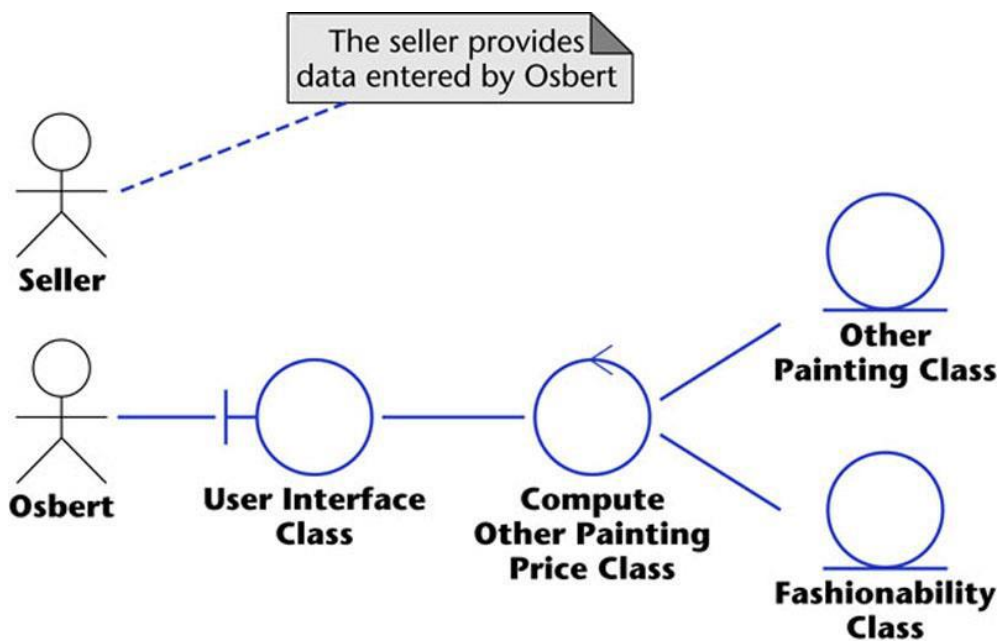 The seller provides
data entered by Osbert
Seller
Other
Painting Class
Osbert
User Interface
Class
Compute
Other Painting
Price Class
Fashionability
Class